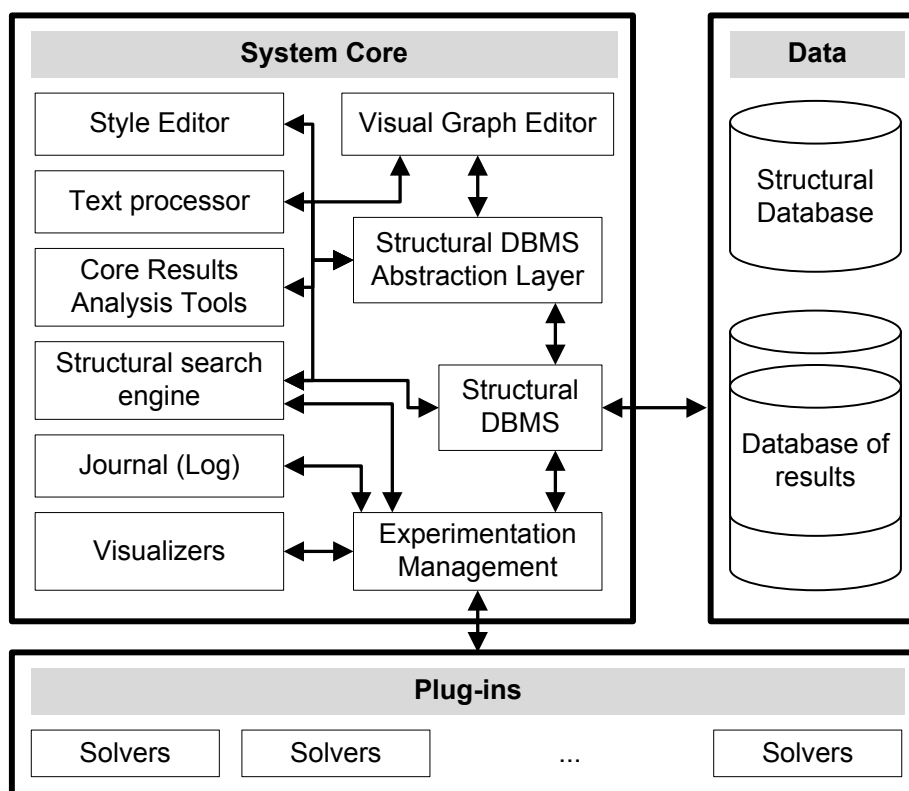 System Core
Style Editor
Visual Graph Editor
Text processor
Structural DBMS
Abstraction Layer
Core Results
Analysis Tools
Structural search
engine
Structural
DBMS
Journal (Log)
Visualizers
Experimentation
Management
Data
Structural
Database
Database of
results
Plug-ins
Solvers
Solvers
...
Solvers